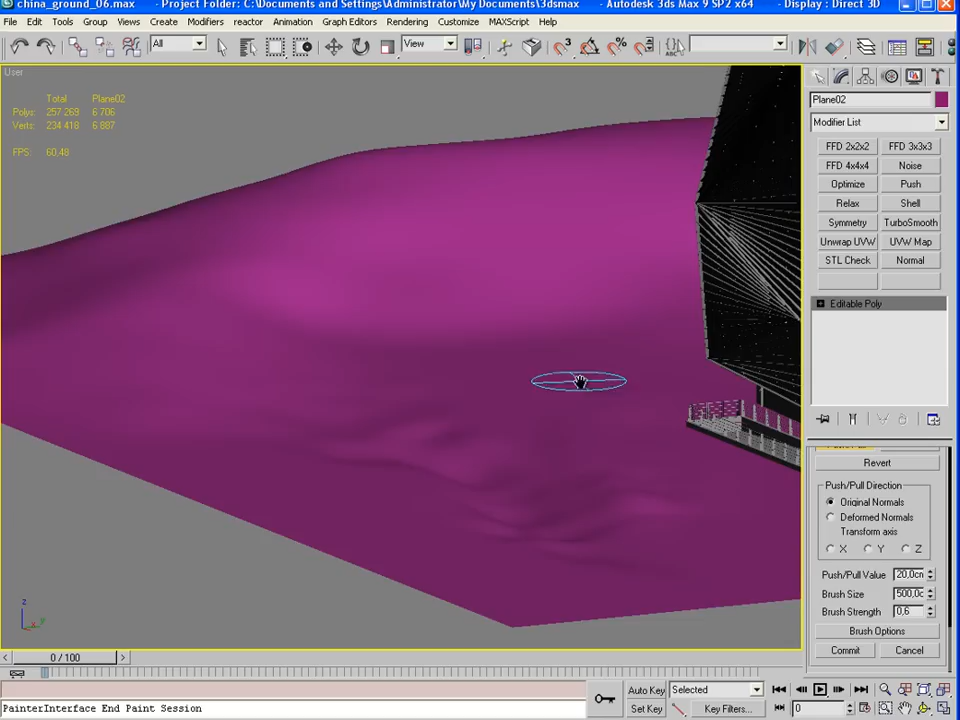 china_ground_06.max - Project Folder: C:\Documents and Settings\Administrator\My Documents\3dsmax - Autodesk 3ds Max 9 SP2 x64 - Display : Direct 3D
File Edit Tools Group Views Create Modifiers reactor Animation Graph Editors Rendering Customize MAXScript Help
All View
User
Plane02
Total Plane02
Polys: 257 269 6 706
Verts: 234 416 6 887
FPS: 60,48
Modifier List
FFD 2x2x2 FFD 3x3x3
FFD 4x4x4 Noise
Optimize Push
Relax Shell
Symmetry TurboSmooth
Unwrap UVW UVW Map
STL Check Normal
Editable Poly
Revert
Push/Pull Direction
Original Normals
Deformed Normals
Transform axis
X Y Z
Push/Pull Value 20,0cm
Brush Size 500,0c
Brush Strength 0,6
Brush Options
Commit Cancel
z
x
0 / 100
Auto Key Selected
Set Key Key Filters... 0
PainterInterface End Paint Session